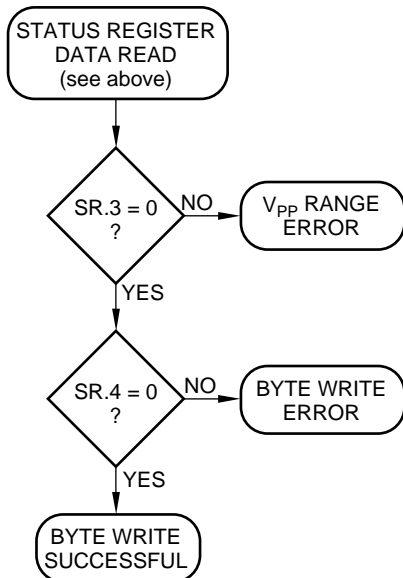 STATUS REGISTER
DATA READ
(see above)
SR.3 = 0
?
NO
VPP RANGE
ERROR
YES
SR.4 = 0
?
NO
BYTE WRITE
ERROR
YES
BYTE WRITE
SUCCESSFUL